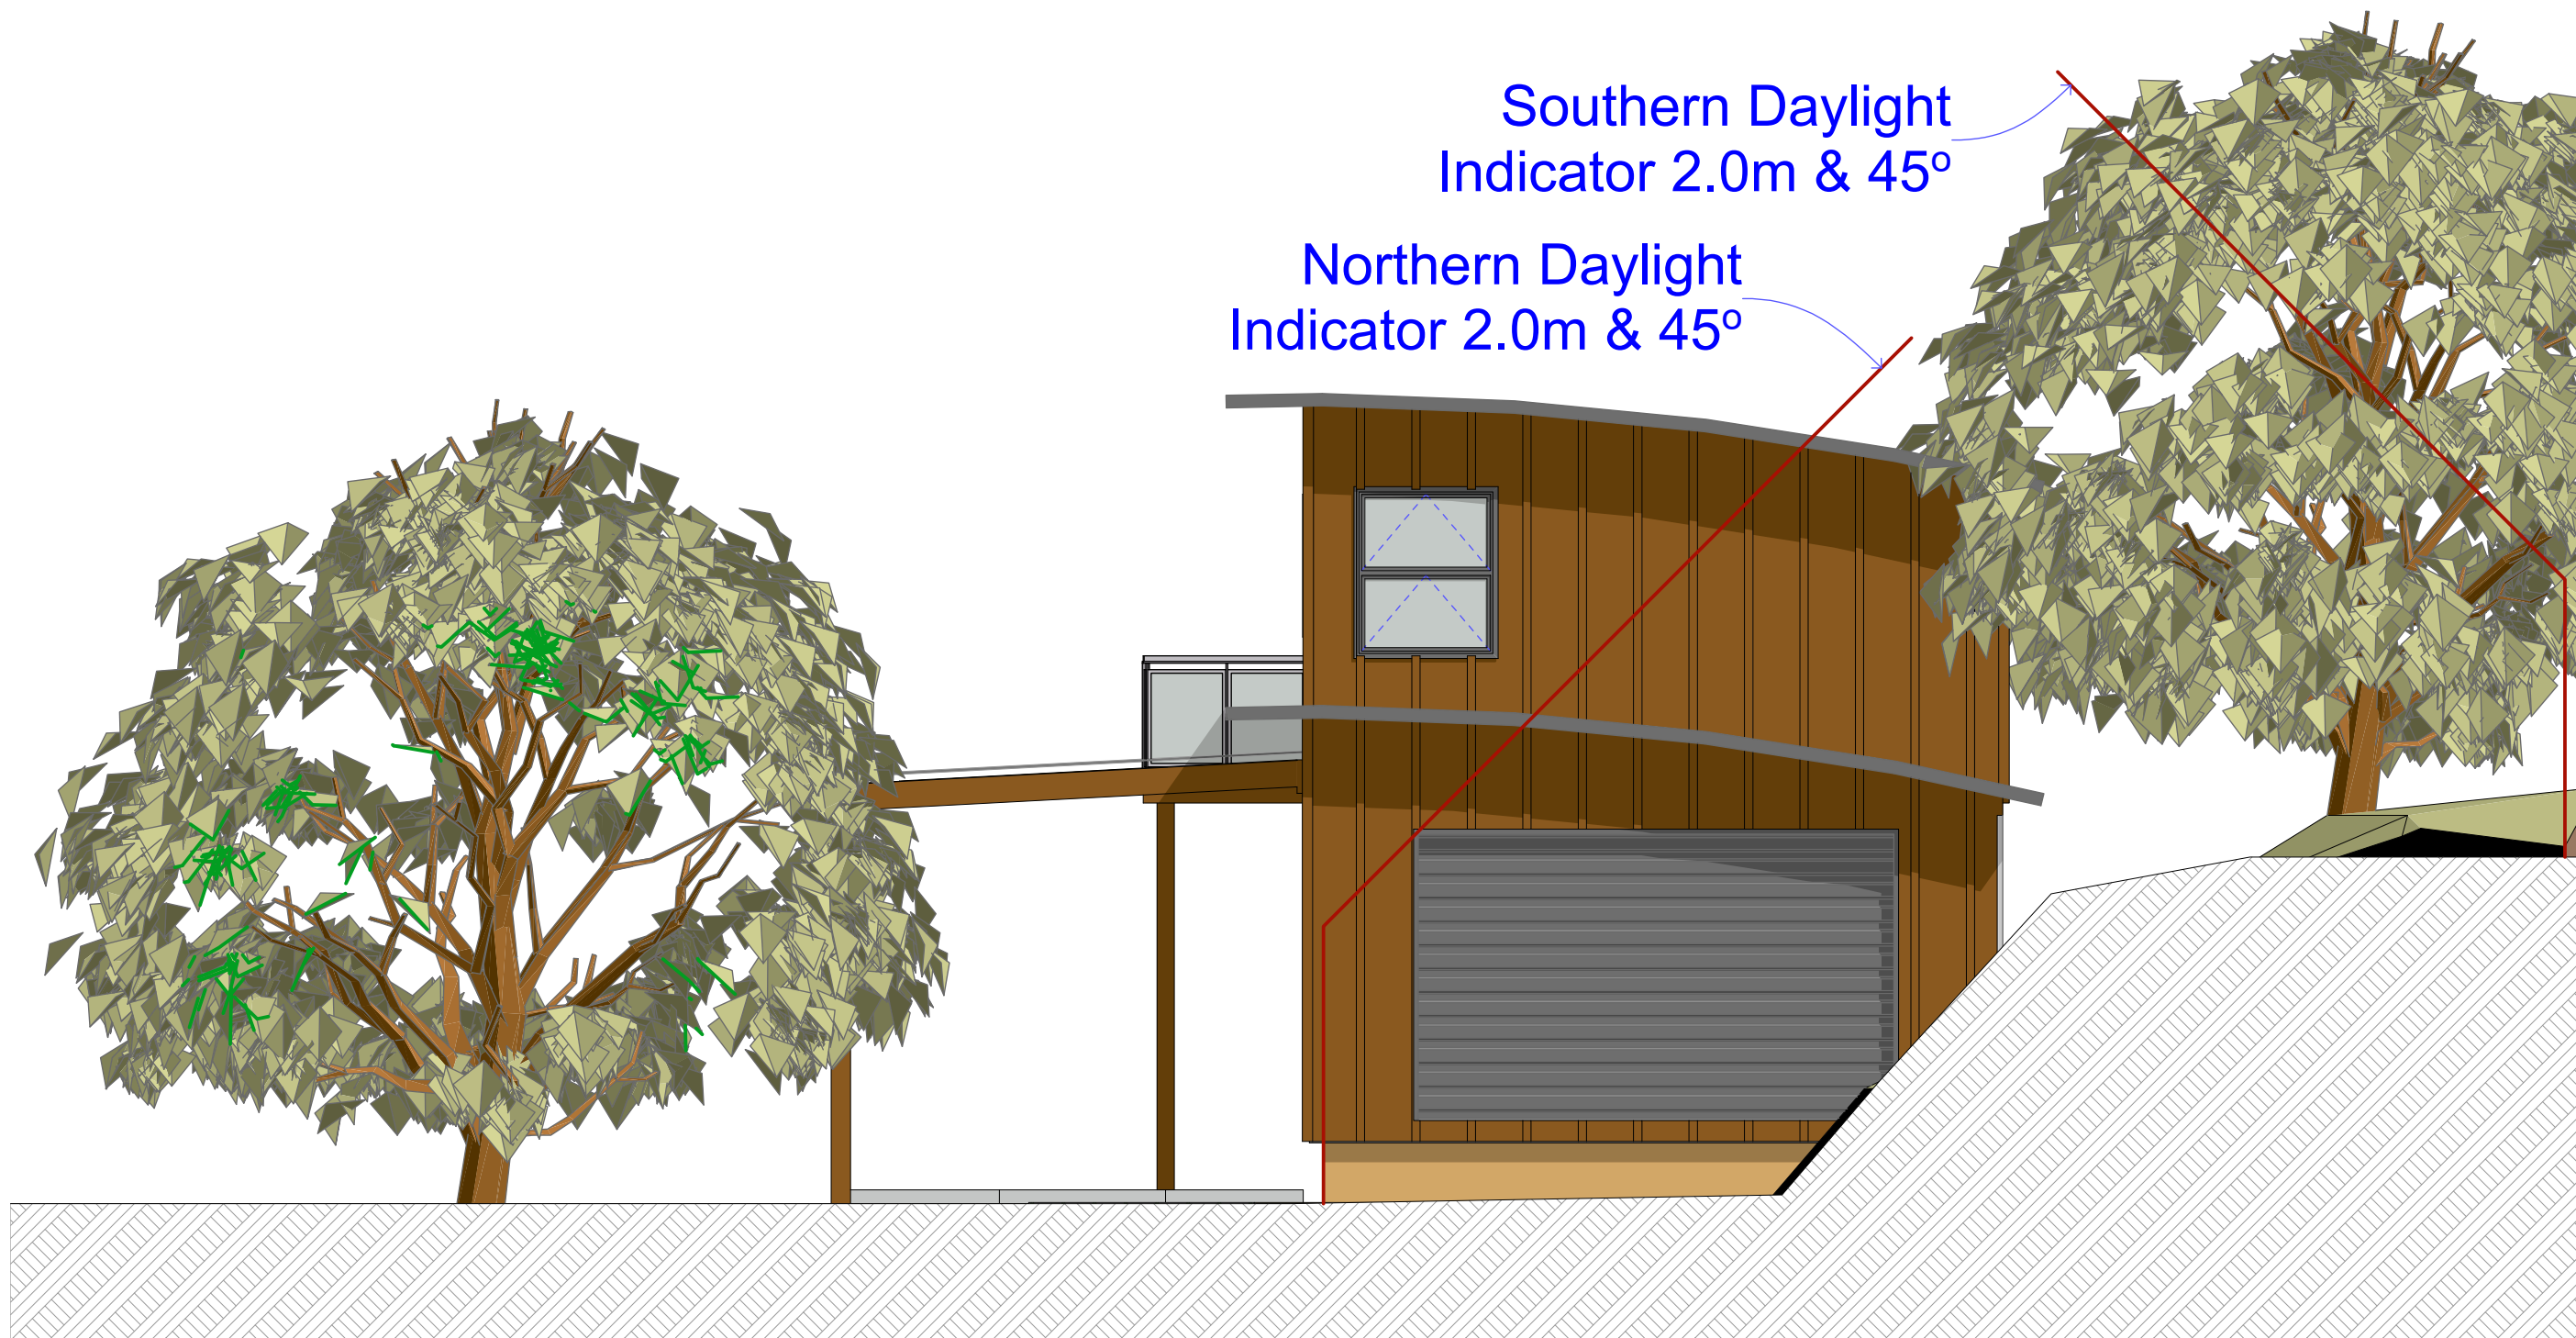 Southern Daylight
Indicator 2.0m & 45º
Northern Daylight
Indicator 2.0m & 45º